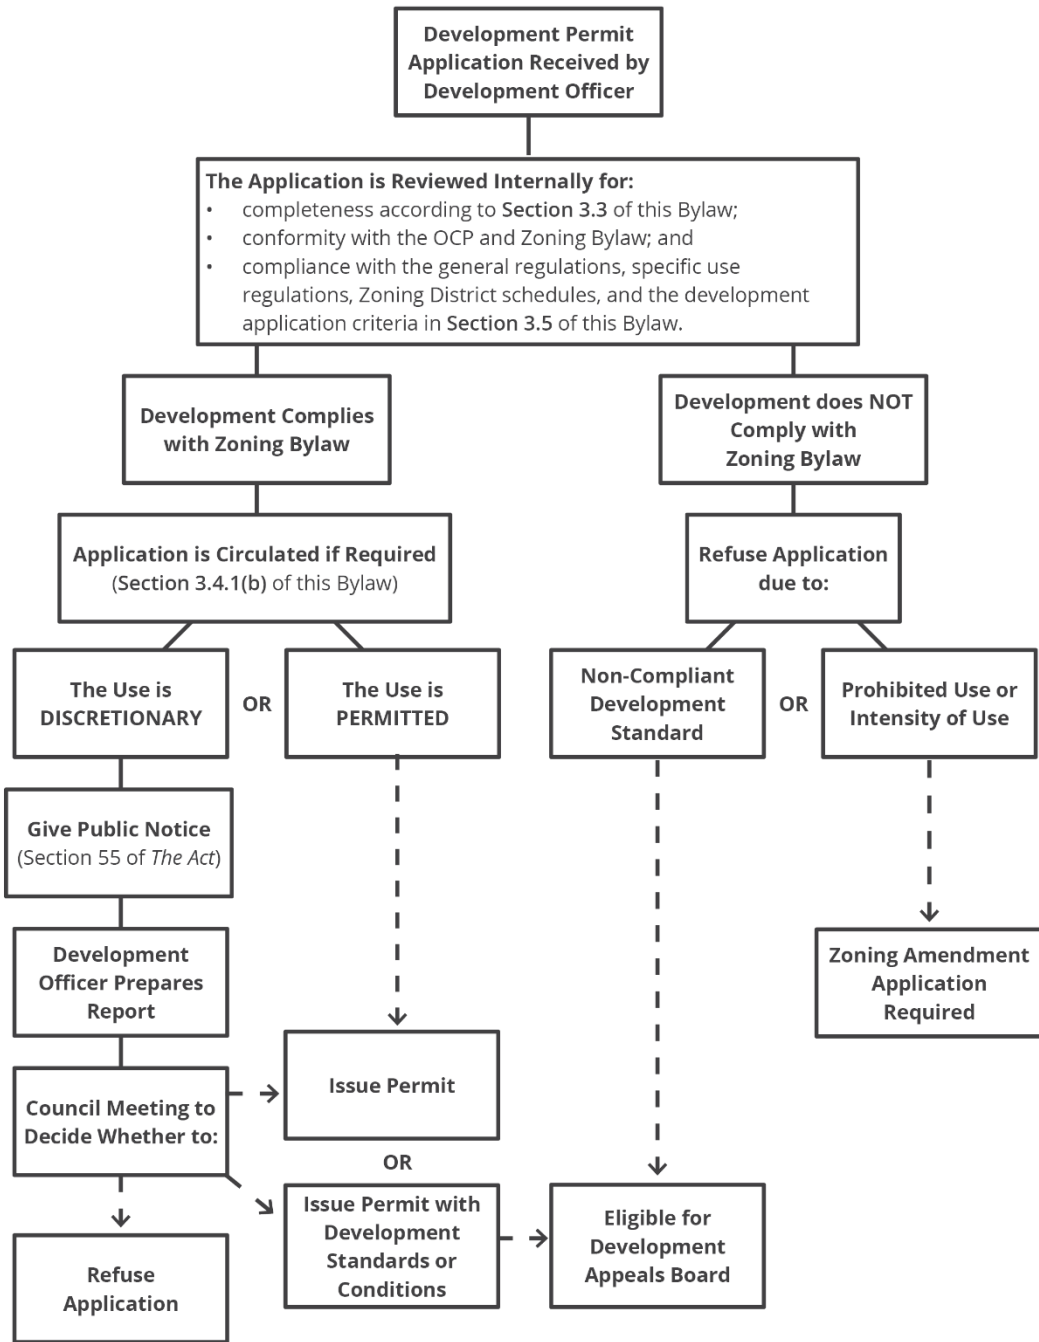 Development Permit
Application Received by
Development Officer
The Application is Reviewed Internally for:
• completeness according to Section 3.3 of this Bylaw;
• conformity with the OCP and Zoning Bylaw; and
• compliance with the general regulations, specific use
regulations, Zoning District schedules, and the development
application criteria in Section 3.5 of this Bylaw.
Development Complies
with Zoning Bylaw
Development does NOT
Comply with
Zoning Bylaw
Application is Circulated if Required
(Section 3.4.1(b) of this Bylaw)
Refuse Application
due to:
The Use is
DISCRETIONARY
OR
The Use is
PERMITTED
Non-Compliant
Development
Standard
OR
Prohibited Use or
Intensity of Use
Give Public Notice
(Section 55 of The Act)
Development
Officer Prepares
Report
Zoning Amendment
Application
Required
Council Meeting to
Decide Whether to:
Issue Permit
OR
Issue Permit with
Development
Standards or
Conditions
Eligible for
Development
Appeals Board
Refuse
Application